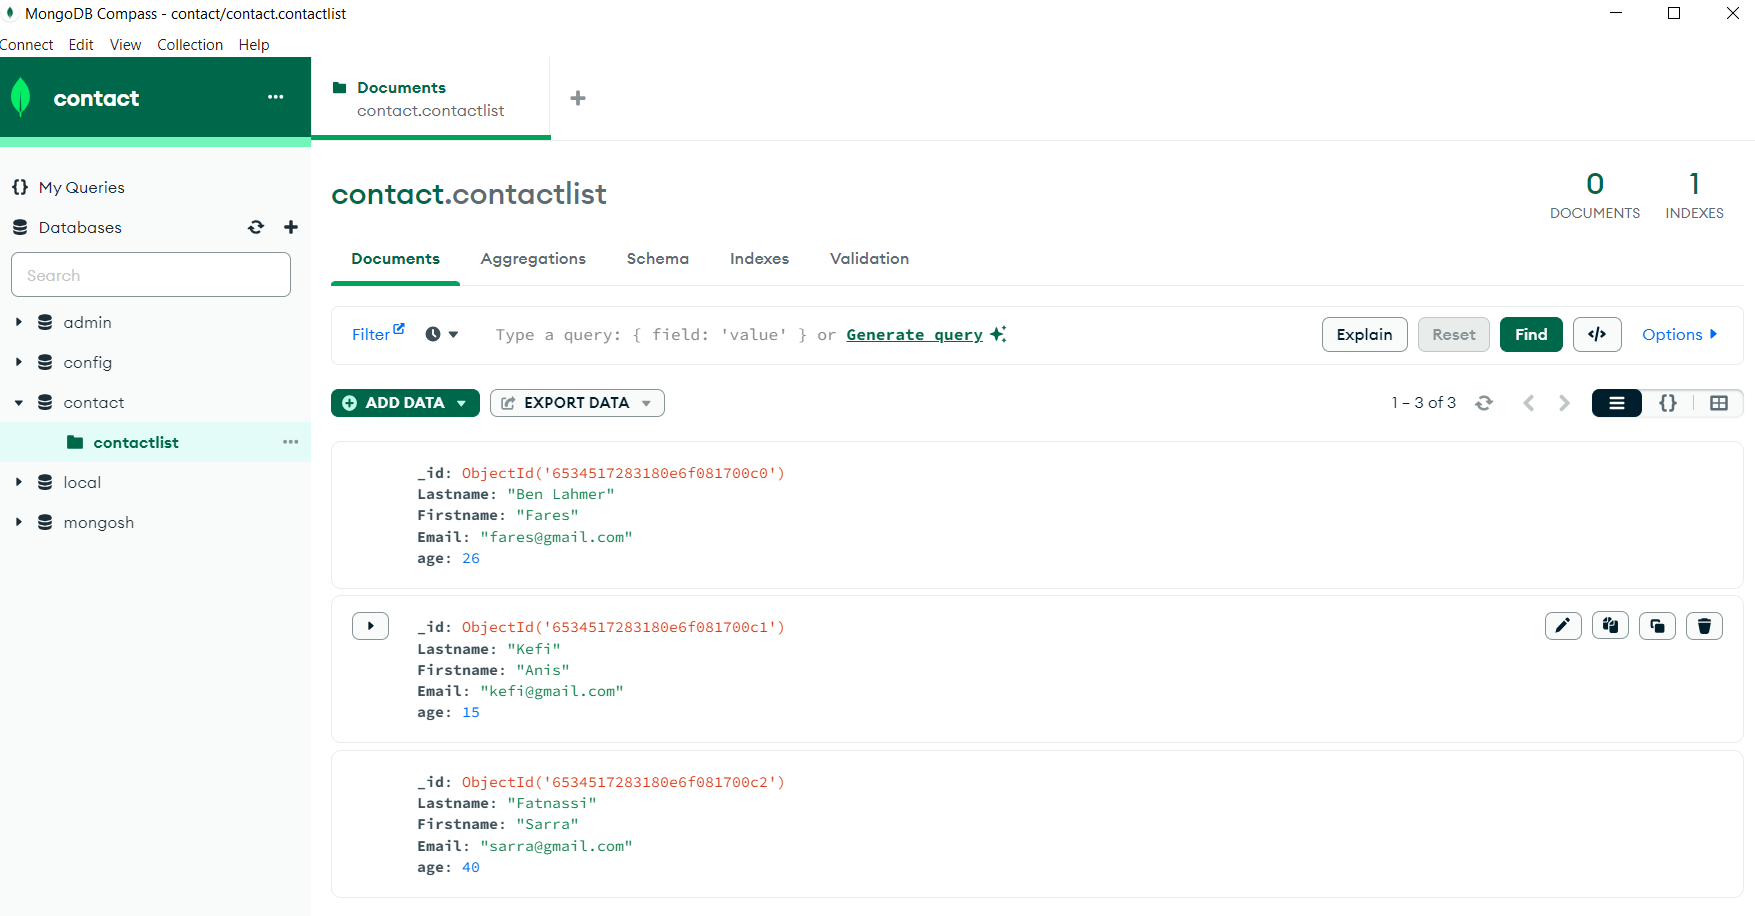 MongoDB Compass - contact/contact.contactlist
Connect Edit View Collection Help
contact
Documents
contact.contactlist
My Queries
Databases
Search
admin
config
contact
contactlist
local
mongosh
contact.contactlist
0
DOCUMENTS
1
INDEXES
Documents Aggregations Schema Indexes Validation
Filter Type a query: { field: 'value' } or Generate query Explain Reset Find </> Options
ADD DATA EXPORT DATA 1 – 3 of 3 {}
_id: ObjectId('6534517283180e6f081700c0')
Lastname: "Ben Lahmer"
Firstname: "Fares"
Email: "fares@gmail.com"
age: 26
_id: ObjectId('6534517283180e6f081700c1')
Lastname: "Kefi"
Firstname: "Anis"
Email: "kefi@gmail.com"
age: 15
_id: ObjectId('6534517283180e6f081700c2')
Lastname: "Fatnassi"
Firstname: "Sarra"
Email: "sarra@gmail.com"
age: 40